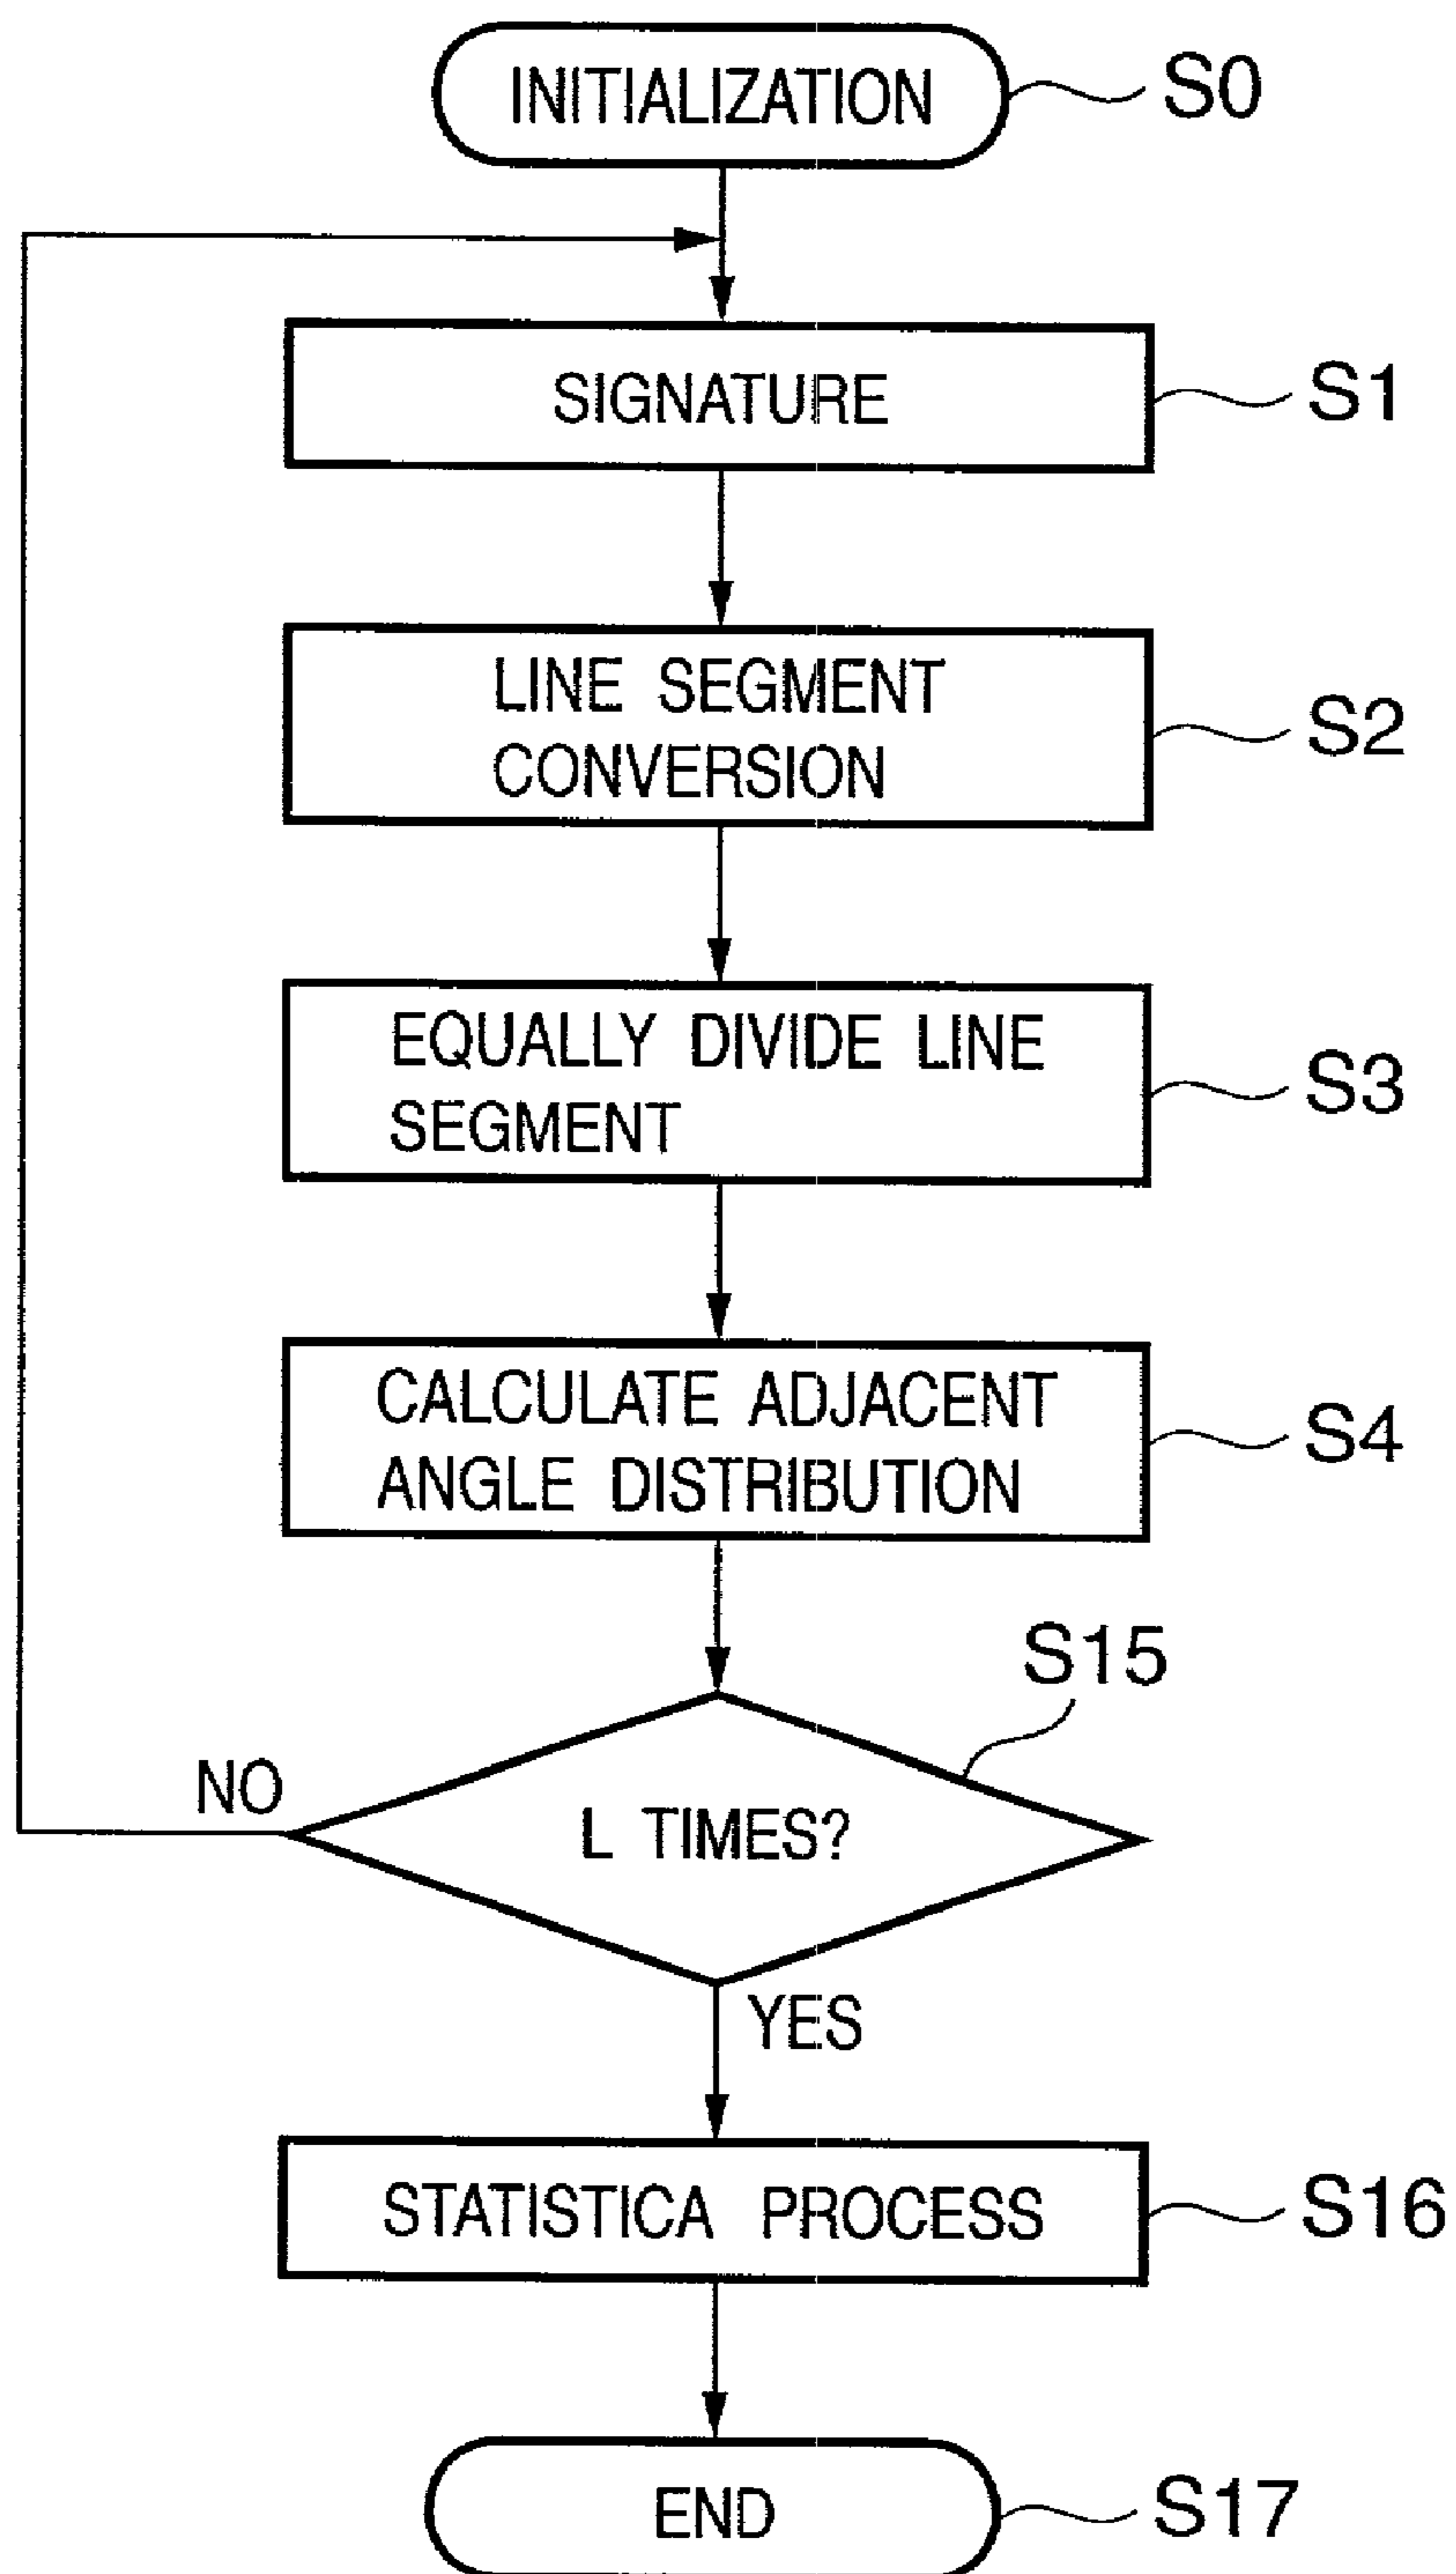 INITIALIZATION S0
SIGNATURE S1
LINE SEGMENT
CONVERSION
S2
EQUALLY DIVIDE LINE
SEGMENT
S3
CALCULATE ADJACENT
ANGLE DISTRIBUTION
S4
S15
NO
L TIMES?
YES
STATISTICA PROCESS S16
END S17